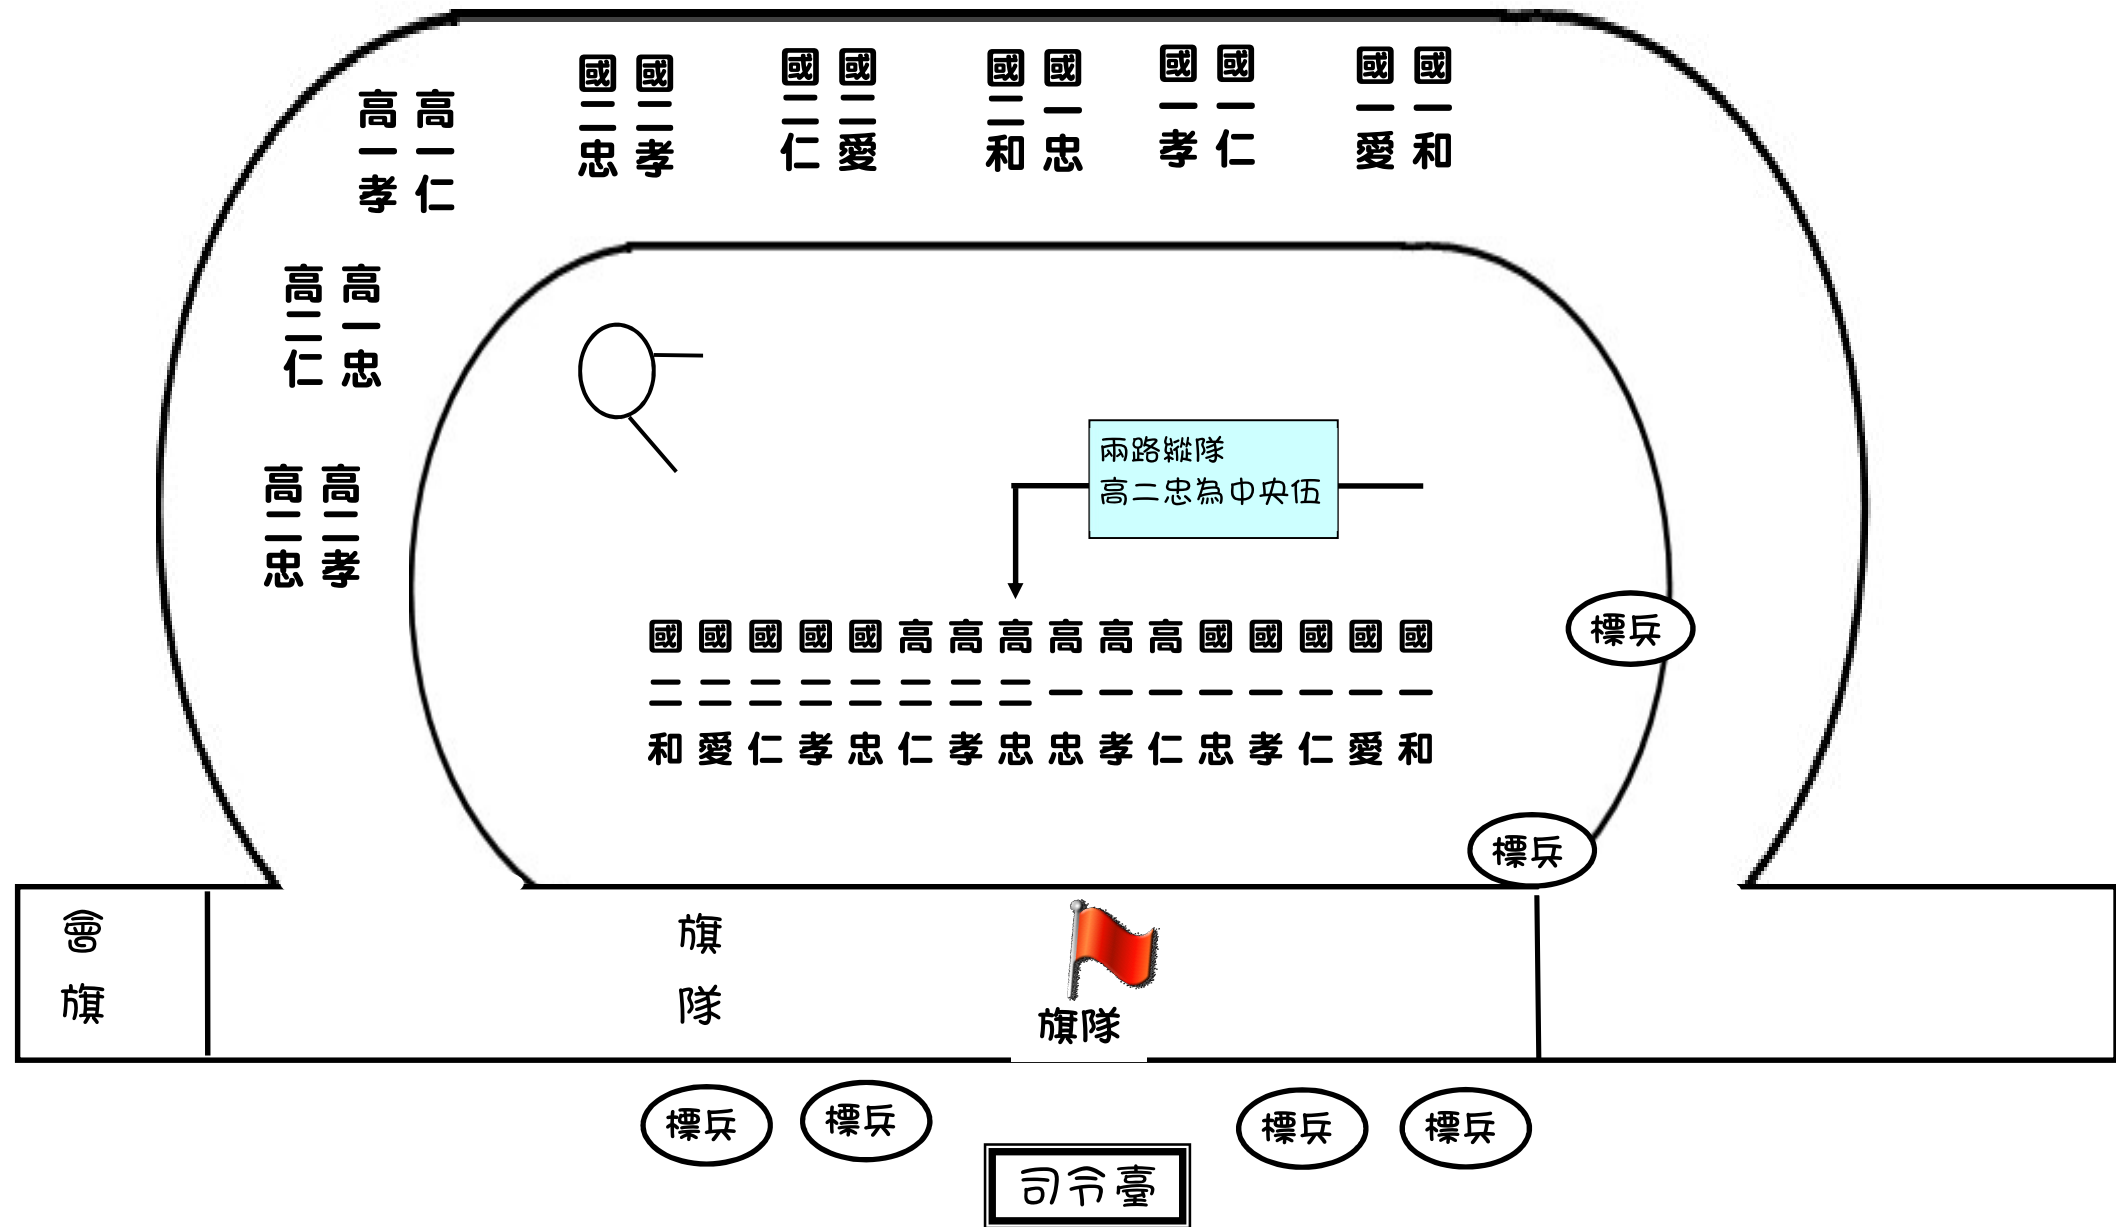 國二忠
國二孝
國二仁
國二愛
國二和
國一忠
國一孝
國一仁
國一愛
國一和
高一孝
高一仁
高二仁
高一忠
高二忠
高二孝
兩路縱隊
高二忠為中央伍
國二和
國二愛
國二仁
國二孝
國二忠
高二仁
高二孝
高二忠
高一忠
高一孝
高一仁
國一忠
國一孝
國一仁
國一愛
國一和
標兵
標兵
會旗
旗隊
旗隊
標兵
標兵
標兵
標兵
司令臺